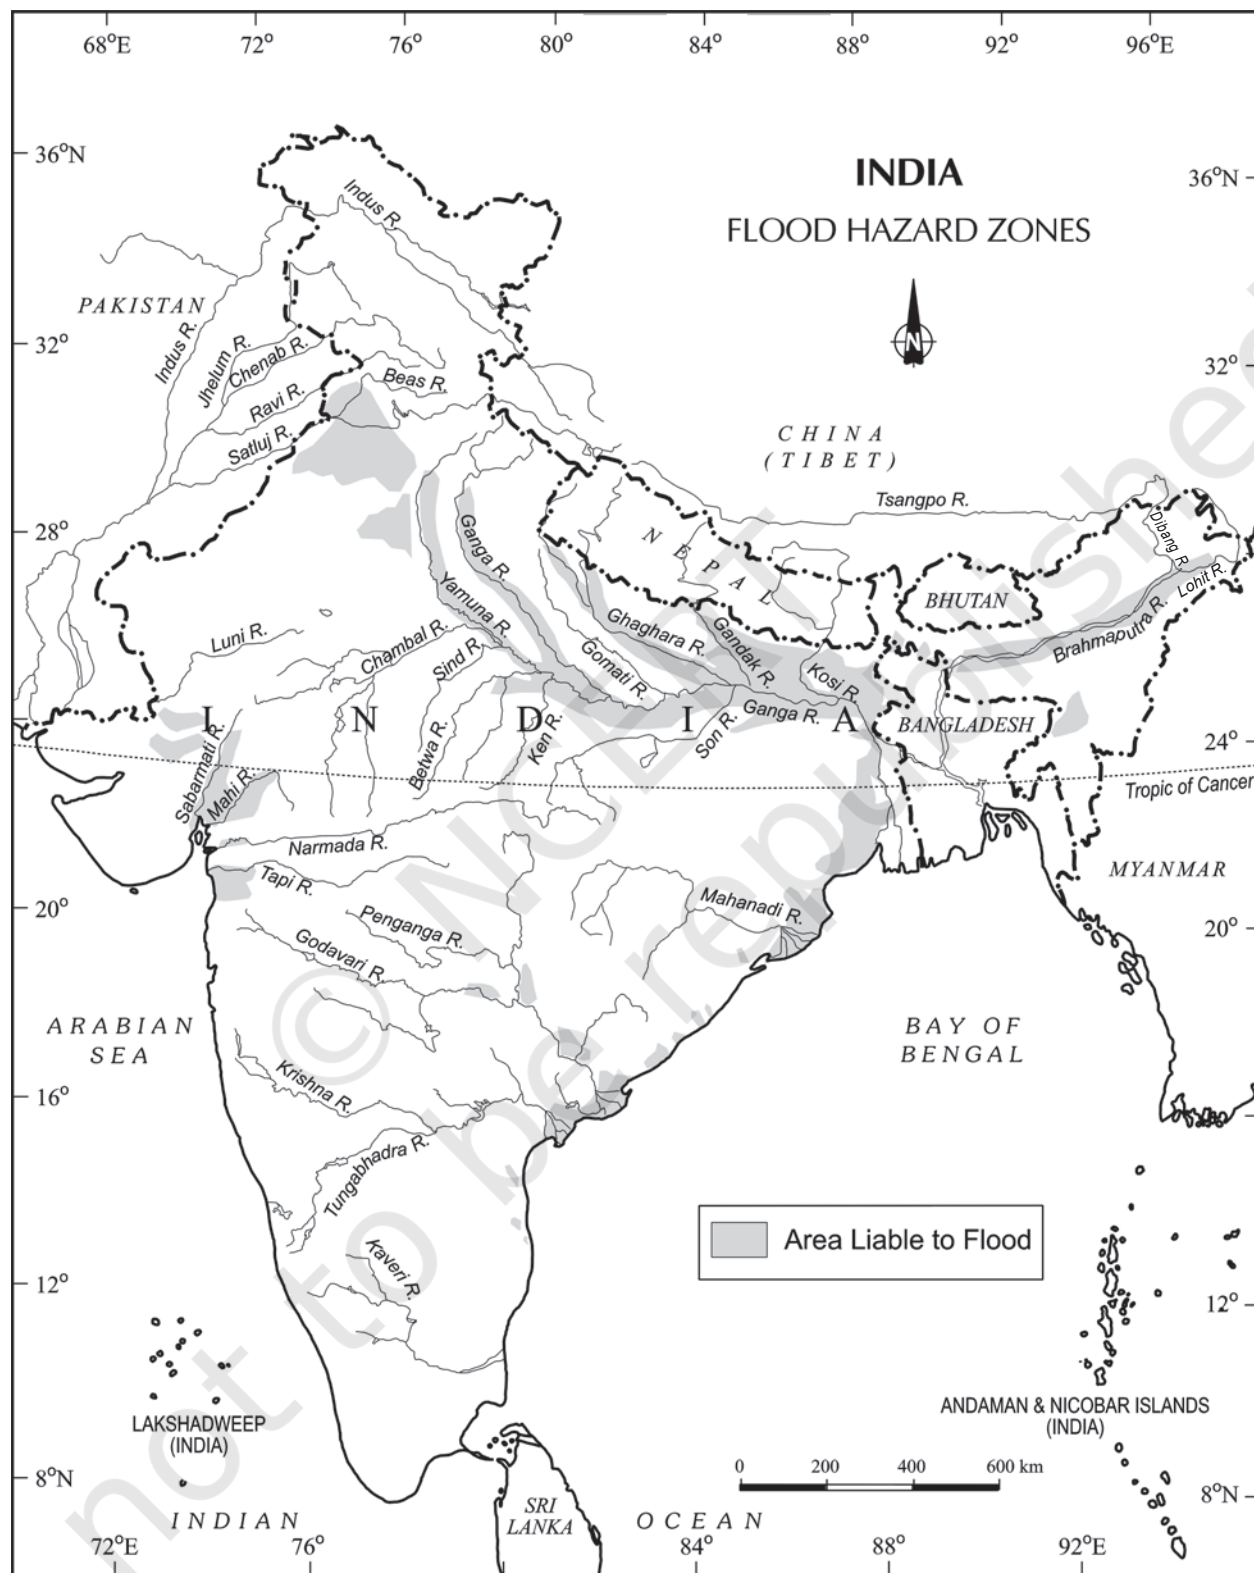 68°E 72° 76° 80° 84° 88° 92° 96°E
36°N
36°N
INDIA
FLOOD HAZARD ZONES
N
Indus R.
PAKISTAN
Indus R.
Jhelum R.
Chenab R.
Ravi R.
Satluj R.
Beas R.
32°
32°
CHINA
(TIBET)
Tsangpo R.
Dibang R.
Lohit R.
28°
28°
NEPAL
BHUTAN
Brahmaputra R.
Ganga R.
Yamuna R.
Ghaghara R.
Gomati R.
Gandak R.
Kosi R.
Ganga R.
Luni R.
Chambal R.
Sind R.
Betwa R.
Ken R.
Son R.
INDIA
BANGLADESH
24°
Tropic of Cancer
Sabarmati R.
Mahi R.
Narmada R.
Tapi R.
MYANMAR
20°
20°
Penganga R.
Godavari R.
Mahanadi R.
ARABIAN
SEA
BAY OF
BENGAL
Krishna R.
16°
Tungabhadra R.
Area Liable to Flood
Kaveri R.
12°
12°
LAKSHADWEEP
(INDIA)
ANDAMAN & NICOBAR ISLANDS
(INDIA)
0 200 400 600 km
8°N
8°N
SRI
LANKA
INDIAN OCEAN
72°E 76° 84° 88° 92°E
© NCERT
not to be republished